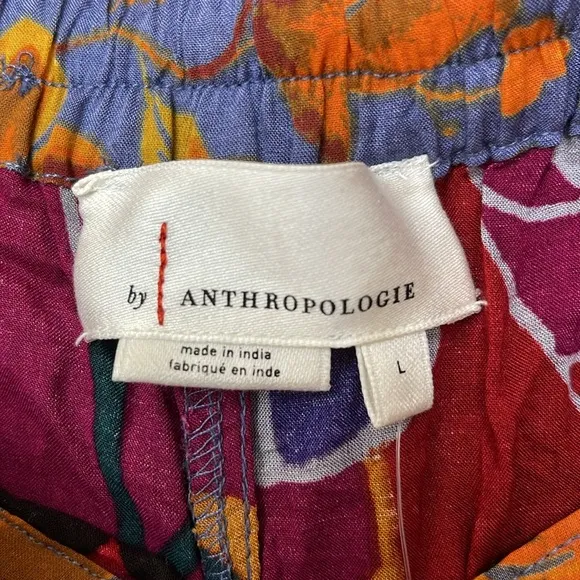 by ANTHROPOLOGIE
made in india
fabriqué en inde
L